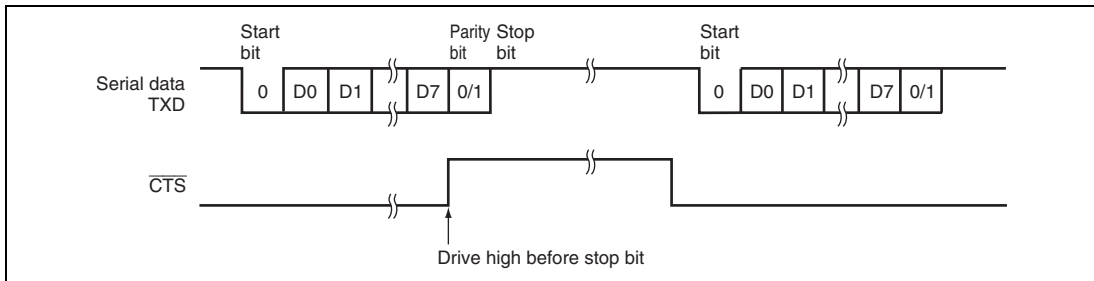 Start bit
Parity bit
Stop bit
Start bit
Serial data TXD
0 D0 D1 D7 0/1 0 D0 D1 D7 0/1
CTS
Drive high before stop bit